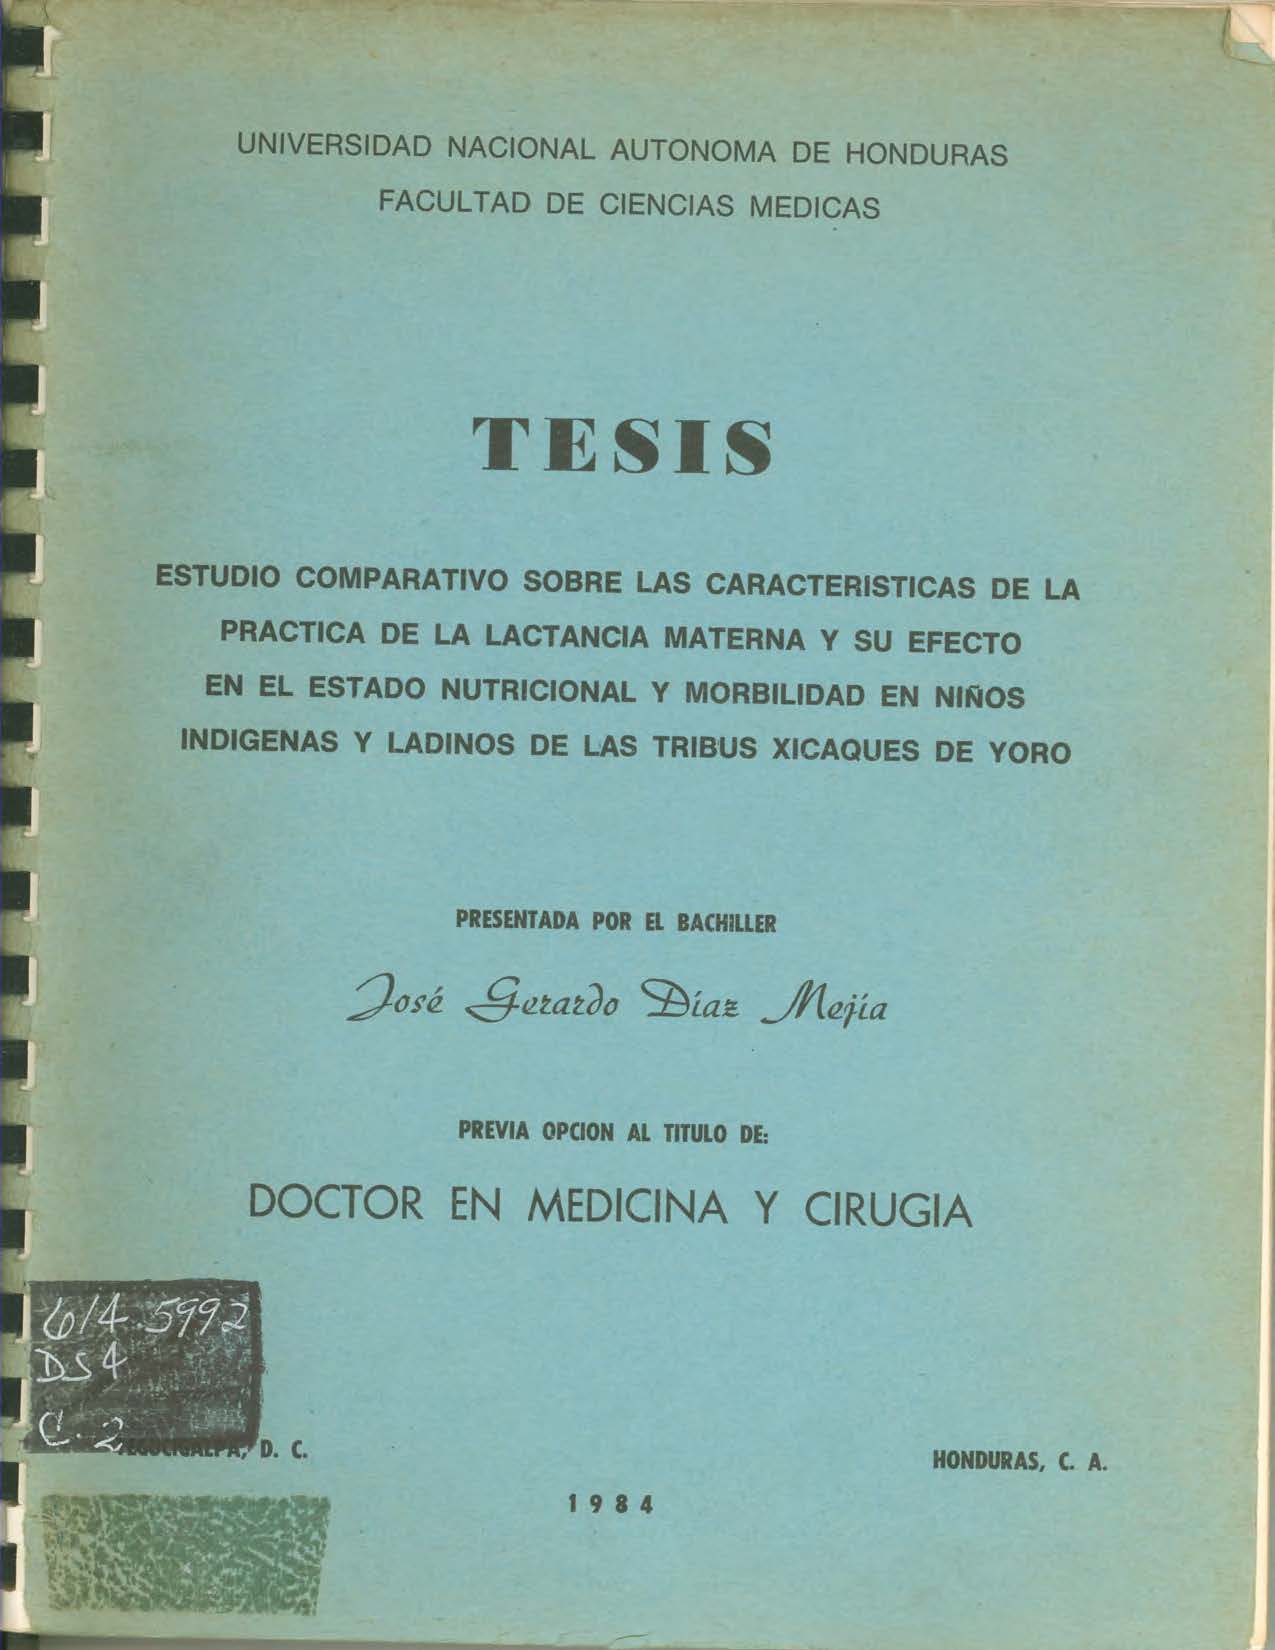 UNIVERSIDAD NACIONAL AUTONOMA DE HONDURAS
FACULTAD DE CIENCIAS MEDICAS
TESIS
ESTUDIO COMPARATIVO SOBRE LAS CARACTERISTICAS DE LA
PRACTICA DE LA LACTANCIA MATERNA Y SU EFECTO
EN EL ESTADO NUTRICIONAL Y MORBILIDAD EN NIÑOS
INDIGENAS Y LADINOS DE LAS TRIBUS XICAQUES DE YORO
PRESENTADA POR EL BACHILLER
José Gerardo Díaz Mejía
PREVIA OPCION AL TITULO DE:
DOCTOR EN MEDICINA Y CIRUGIA
614.5992
DS4
C.2
TEGUCIGALPA, D. C.
HONDURAS, C. A.
1984